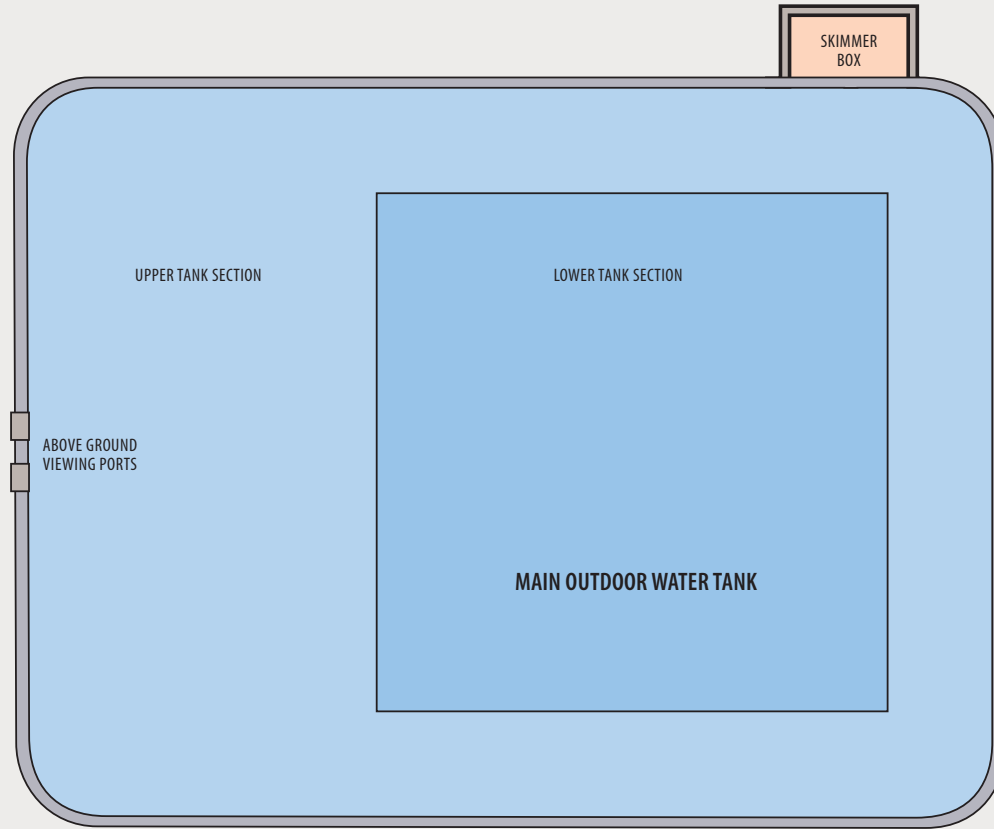 SKIMMER
BOX
UPPER TANK SECTION
LOWER TANK SECTION
ABOVE GROUND
VIEWING PORTS
MAIN OUTDOOR WATER TANK